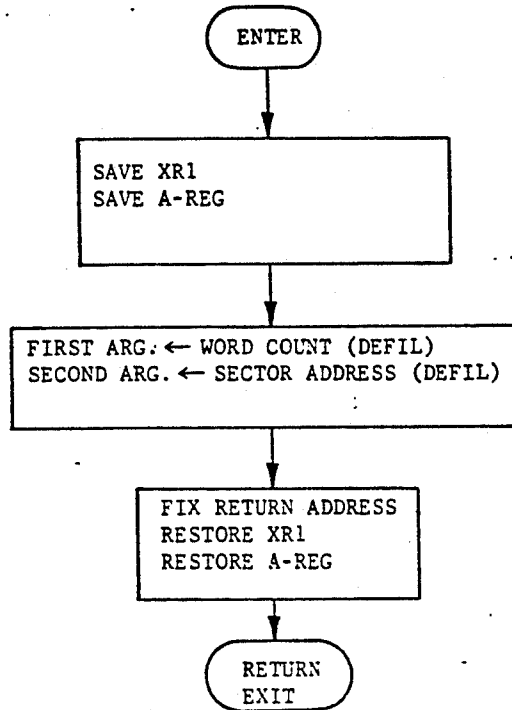 ENTER
SAVE XR1
SAVE A-REG
FIRST ARG. ← WORD COUNT (DEFIL)
SECOND ARG. ← SECTOR ADDRESS (DEFIL)
FIX RETURN ADDRESS
RESTORE XR1
RESTORE A-REG
RETURN
EXIT